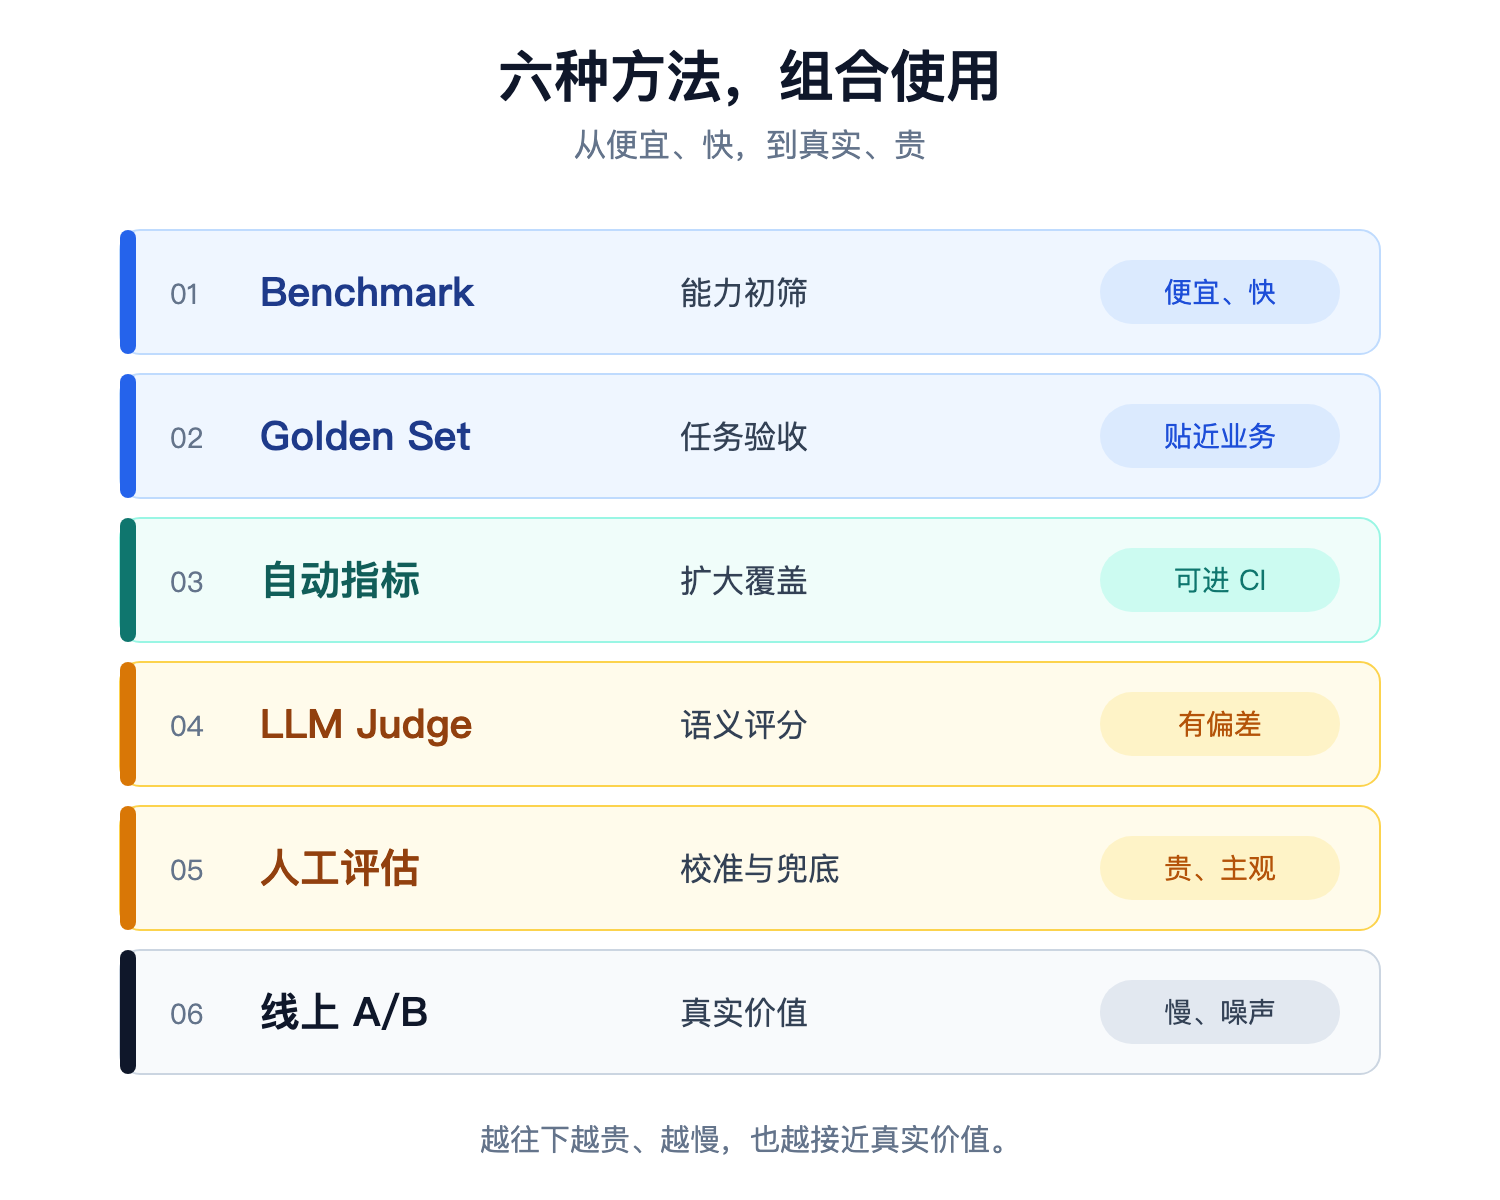 六种方法，组合使用
从便宜、快，到真实、贵
01 Benchmark 能力初筛 便宜、快
02 Golden Set 任务验收 贴近业务
03 自动指标 扩大覆盖 可进 CI
04 LLM Judge 语义评分 有偏差
05 人工评估 校准与兜底 贵、主观
06 线上 A/B 真实价值 慢、噪声
越往下越贵、越慢，也越接近真实价值。